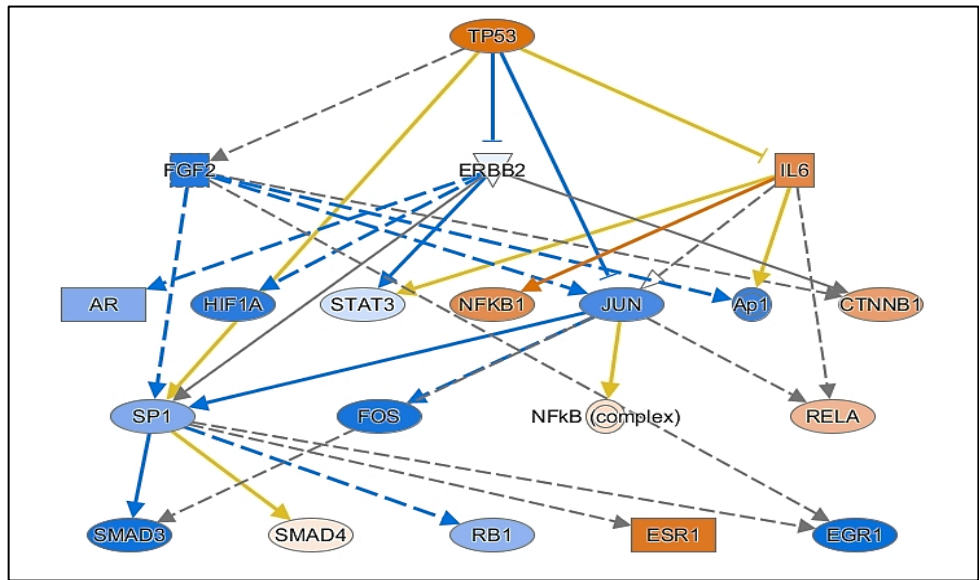 TP53
FGF2
ERBB2
IL6
AR
HIF1A
STAT3
NFKB1
JUN
Ap1
CTNNB1
SP1
FOS
NFkB (complex)
RELA
SMAD3
SMAD4
RB1
ESR1
EGR1